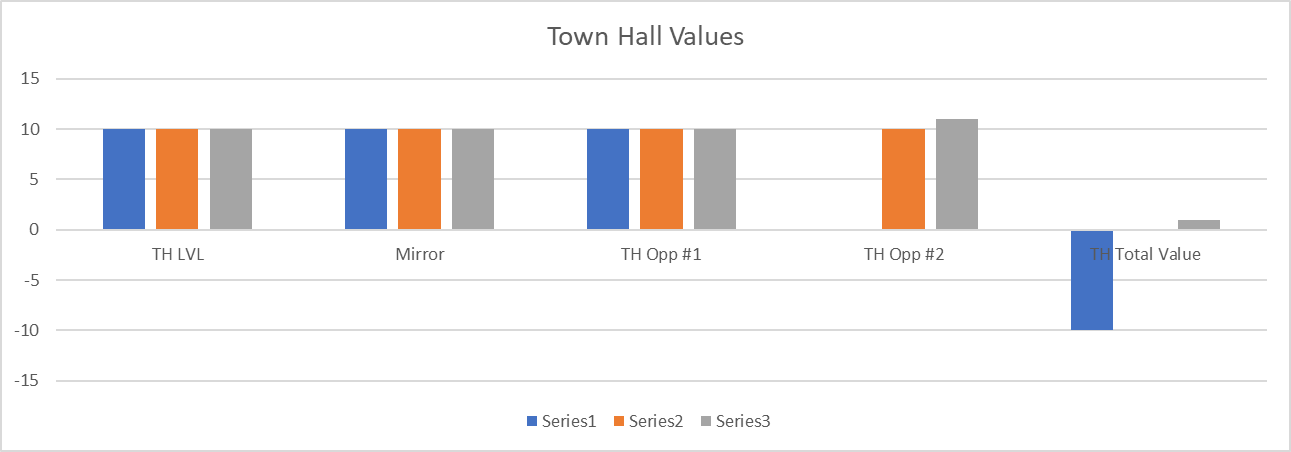 Town Hall Values
15
10
5
0
TH LVL Mirror TH Opp #1 TH Opp #2 TH Total Value
-5
-10
-15
Series1 Series2 Series3